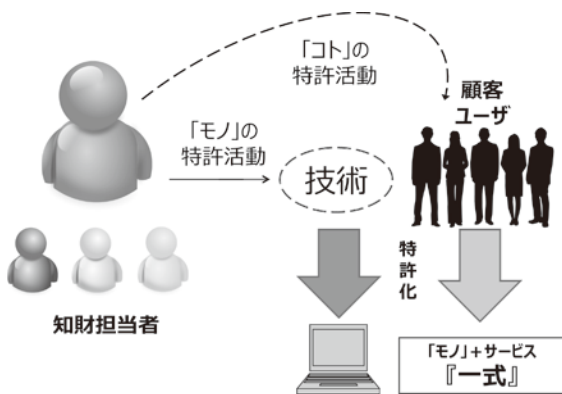 「コト」の
特許活動
顧客
ユーザ
「モノ」の
特許活動
技術
特許化
知財担当者
「モノ」+サービス
『一式』